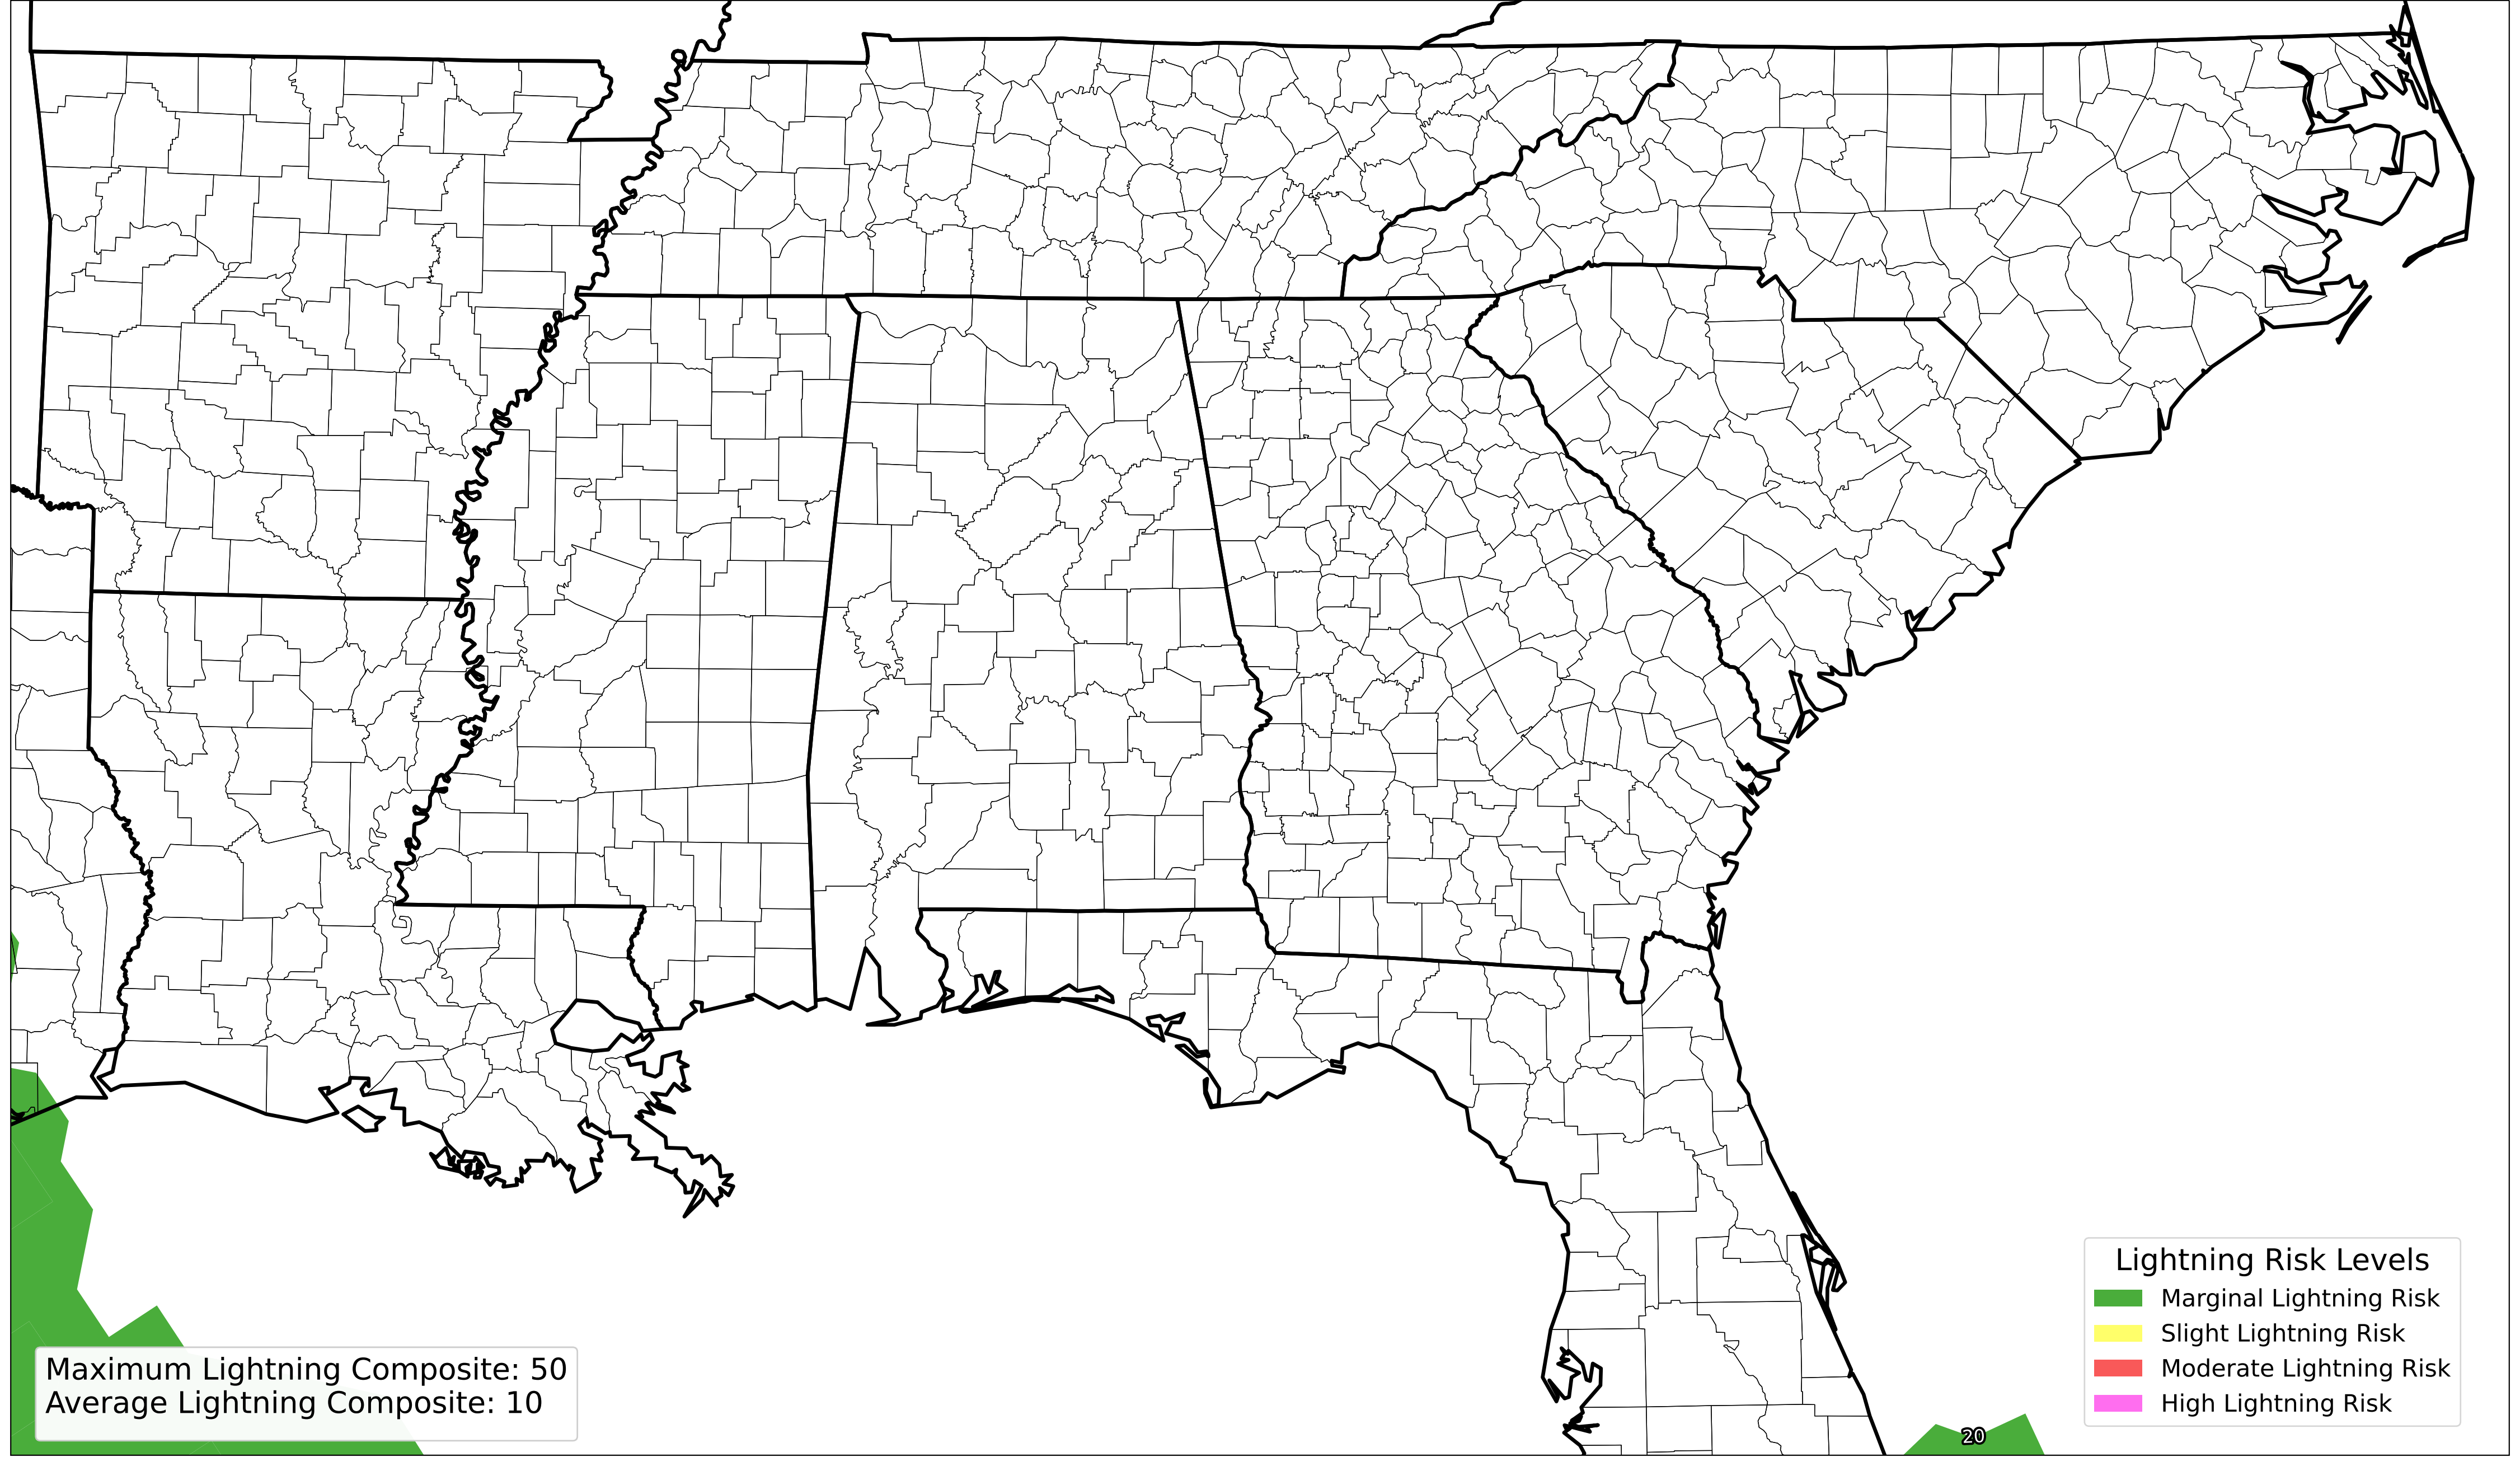 Maximum Lightning Composite: 50
Average Lightning Composite: 10
Lightning Risk Levels
Marginal Lightning Risk
Slight Lightning Risk
Moderate Lightning Risk
High Lightning Risk
20